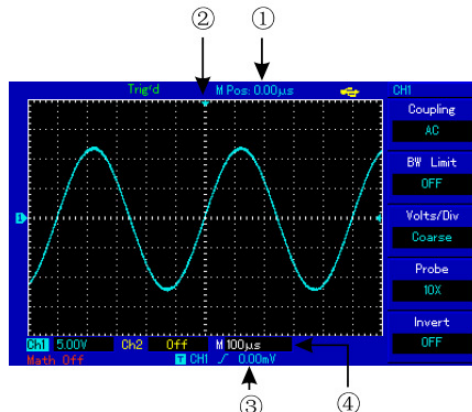 ② ①
Trig'd M Pos: 0.00μs CH1
Coupling
AC
BW Limit
OFF
Volts/Div
Coarse
1
Probe
10X
Invert
OFF
Ch1 5.00V Ch2 Off M 100μs
Math Off T CH1 0.00mV
③ ④